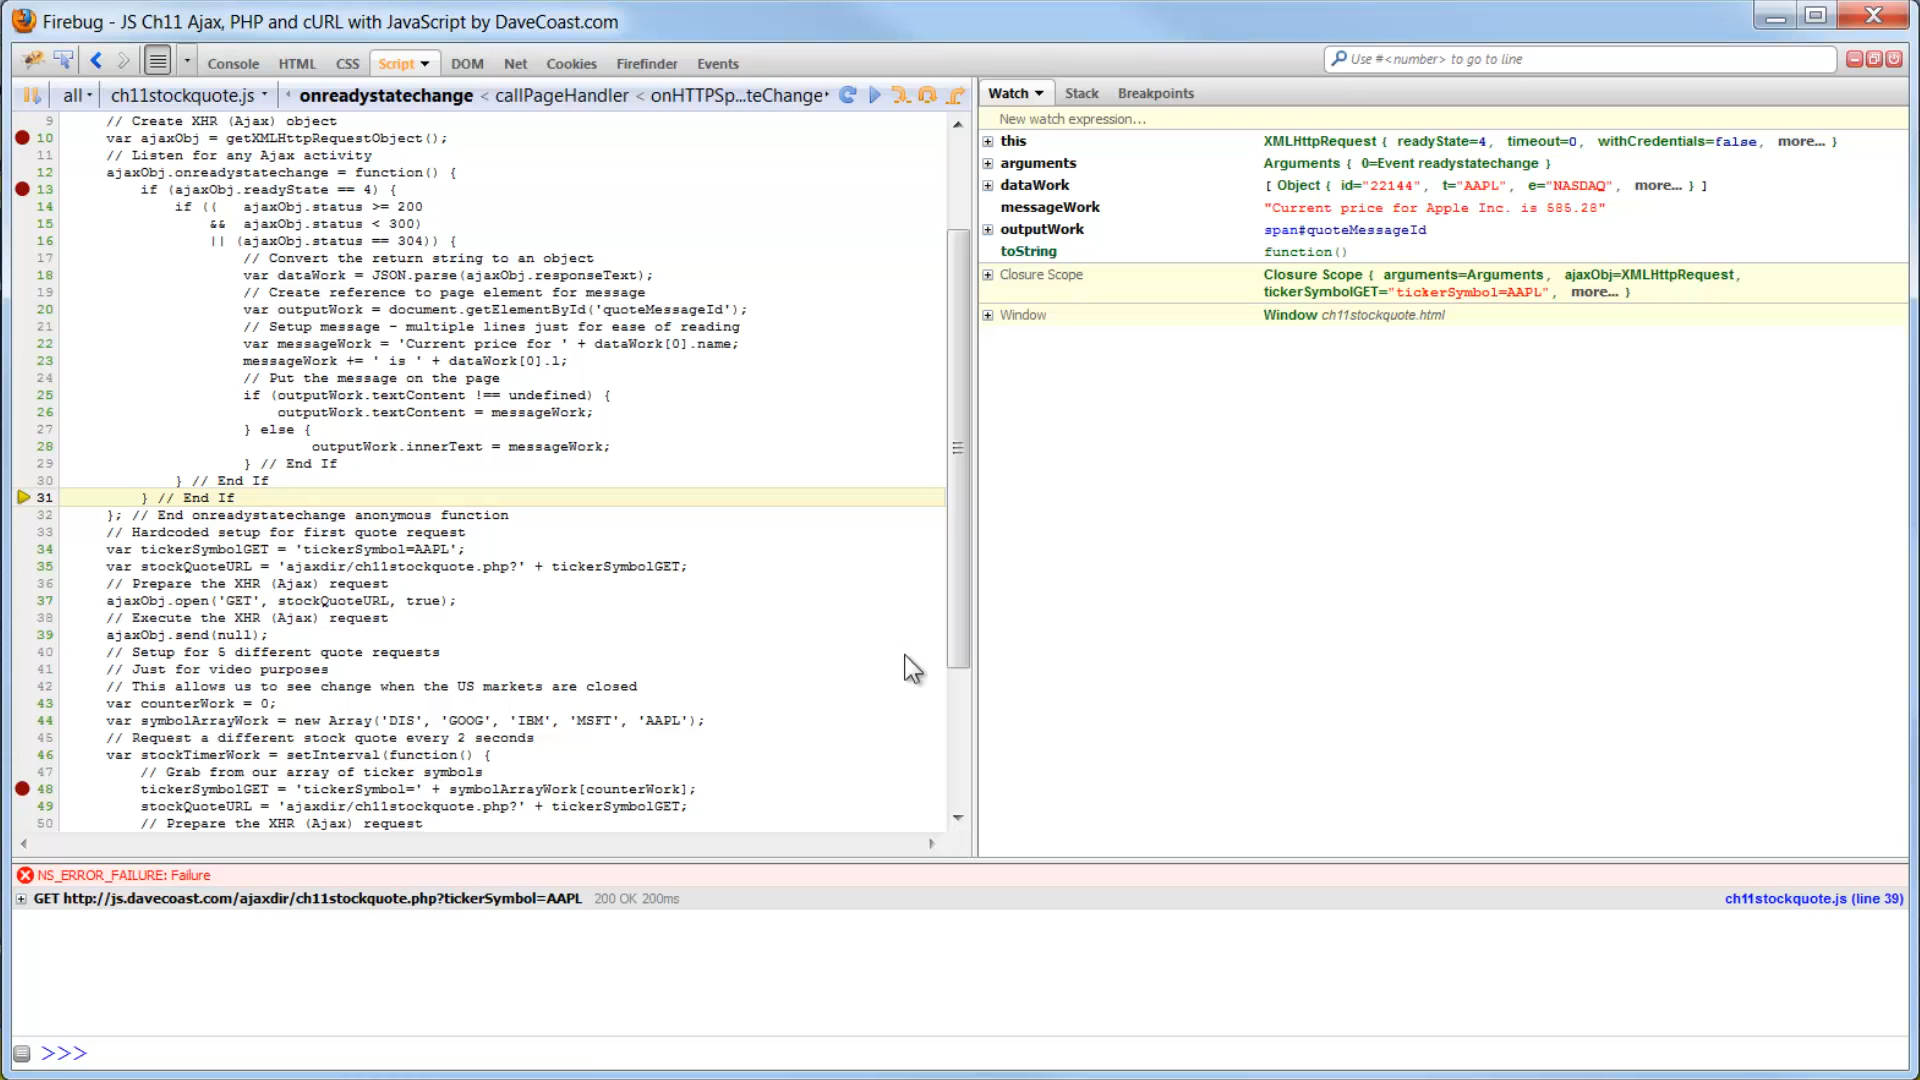 Firebug - JS Ch11 Ajax, PHP and cURL with JavaScript by DaveCoast.com
Console HTML CSS Script DOM Net Cookies Firefinder Events
Use #<number> to go to line
all ch11stockquote.js onreadystatechange < callPageHandler < onHTTPSp...teChange
Watch Stack Breakpoints
9 // Create XHR (Ajax) object
10 var ajaxObj = getXMLHttpRequestObject();
11 // Listen for any Ajax activity
12 ajaxObj.onreadystatechange = function() {
13 if (ajaxObj.readyState == 4) {
14 if (( ajaxObj.status >= 200
15 && ajaxObj.status < 300)
16 || (ajaxObj.status == 304)) {
17 // Convert the return string to an object
18 var dataWork = JSON.parse(ajaxObj.responseText);
19 // Create reference to page element for message
20 var outputWork = document.getElementById('quoteMessageId');
21 // Setup message - multiple lines just for ease of reading
22 var messageWork = 'Current price for ' + dataWork[0].name;
23 messageWork += ' is ' + dataWork[0].l;
24 // Put the message on the page
25 if (outputWork.textContent !== undefined) {
26 outputWork.textContent = messageWork;
27 } else {
28 outputWork.innerText = messageWork;
29 } // End If
30 } // End If
31 } // End If
32 }; // End onreadystatechange anonymous function
33 // Hardcoded setup for first quote request
34 var tickerSymbolGET = 'tickerSymbol=AAPL';
35 var stockQuoteURL = 'ajaxdir/ch11stockquote.php?' + tickerSymbolGET;
36 // Prepare the XHR (Ajax) request
37 ajaxObj.open('GET', stockQuoteURL, true);
38 // Execute the XHR (Ajax) request
39 ajaxObj.send(null);
40 // Setup for 5 different quote requests
41 // Just for video purposes
42 // This allows us to see change when the US markets are closed
43 var counterWork = 0;
44 var symbolArrayWork = new Array('DIS', 'GOOG', 'IBM', 'MSFT', 'AAPL');
45 // Request a different stock quote every 2 seconds
46 var stockTimerWork = setInterval(function() {
47 // Grab from our array of ticker symbols
48 tickerSymbolGET = 'tickerSymbol=' + symbolArrayWork[counterWork];
49 stockQuoteURL = 'ajaxdir/ch11stockquote.php?' + tickerSymbolGET;
50 // Prepare the XHR (Ajax) request
New watch expression...
this XMLHttpRequest { readyState=4, timeout=0, withCredentials=false, more... }
arguments Arguments { 0=Event readystatechange }
dataWork [ Object { id="22144", t="AAPL", e="NASDAQ", more... } ]
messageWork "Current price for Apple Inc. is 585.28"
outputWork span#quoteMessageId
toString function()
Closure Scope Closure Scope { arguments=Arguments, ajaxObj=XMLHttpRequest,
tickerSymbolGET="tickerSymbol=AAPL", more... }
Window Window ch11stockquote.html
NS_ERROR_FAILURE: Failure
GET http://js.davecoast.com/ajaxdir/ch11stockquote.php?tickerSymbol=AAPL 200 OK 200ms ch11stockquote.js (line 39)
>>>